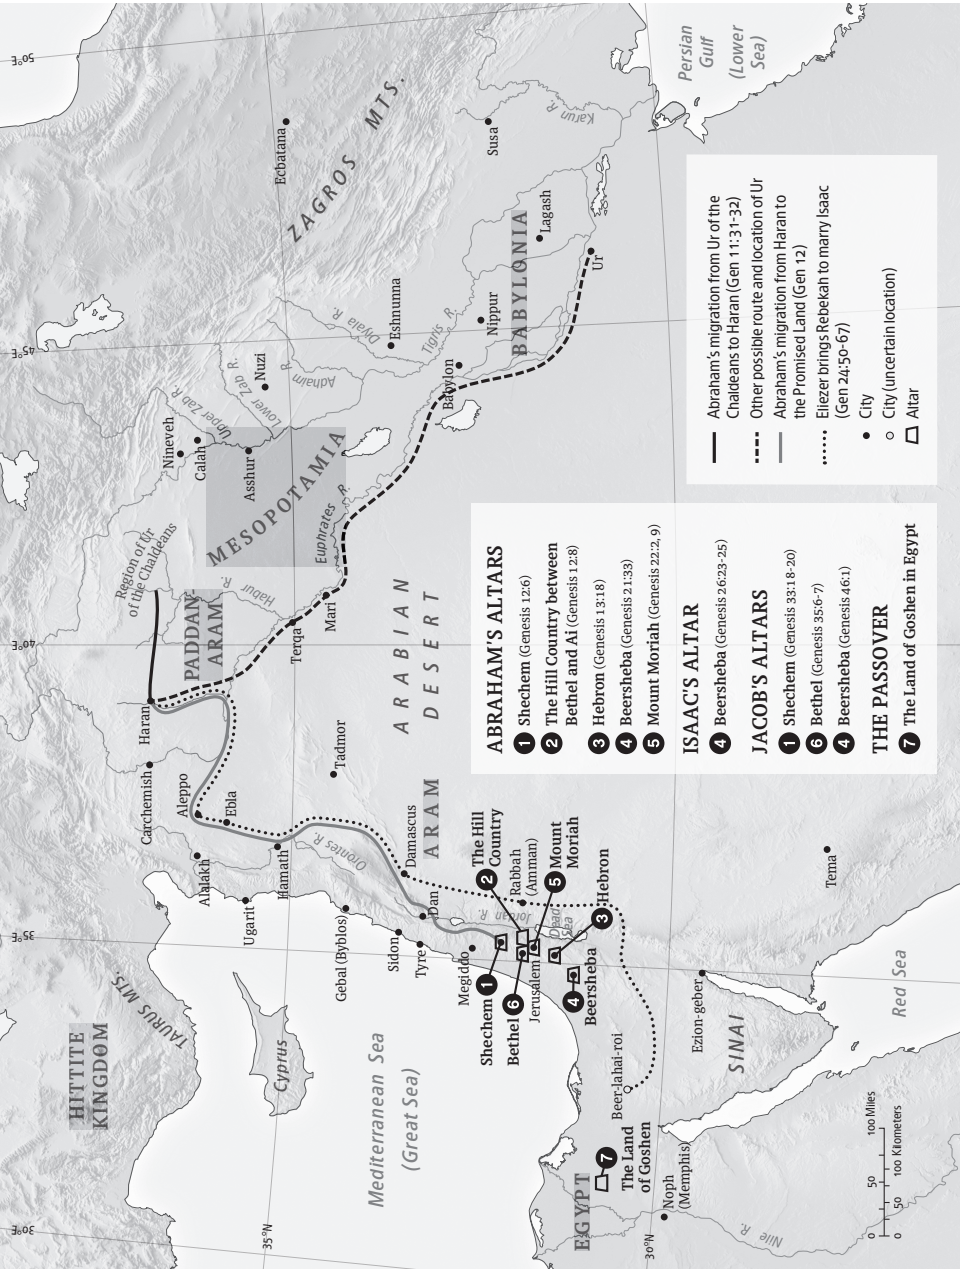 HITTITE
KINGDOM
TAURUS MTS.
Cyprus
Mediterranean Sea
(Great Sea)
Carchemish
Haran
Aleppo
Ebla
Alalakh
Ugarit
Hamath
Orontes R.
Gebal (Byblos)
Sidon
Tyre
Dan
Damascus
ARAM
Tadmor
Megiddo
Jordan R.
Rabbah
(Amman)
Dead
Sea
Jerusalem
Shechem 1
Bethel 6
2 The Hill
Country
5 Mount
Moriah
3 Hebron
4
Beersheba
Beer-lahai-roi
Ezion-geber
SINAI
Tema
Red Sea
EGYPT
7
The Land
of Goshen
Noph
(Memphis)
Nile R.
Region of Ur
of the Chaldeans
PADDAN
ARAM
Habur R.
Terqa
Mari
ARABIAN
DESERT
MESOPOTAMIA
Euphrates R.
Nineveh
Calah
Asshur
Upper Zab R.
Lower Zab R.
Nuzi
Adhaim R.
Diyala R.
Eshnunna
Tigris R.
Babylon
Nippur
BABYLONIA
Lagash
Ur
Ecbatana
ZAGROS MTS.
Susa
Karun R.
Persian
Gulf
(Lower
Sea)
30°E
35°E
40°E
45°E
50°E
35°N
30°N
0 50 100 Miles
0 50 100 Kilometers
ABRAHAM'S ALTARS
1 Shechem (Genesis 12:6)
2 The Hill Country between
Bethel and Ai (Genesis 12:8)
3 Hebron (Genesis 13:18)
4 Beersheba (Genesis 21:33)
5 Mount Moriah (Genesis 22:2, 9)
ISAAC'S ALTAR
4 Beersheba (Genesis 26:23-25)
JACOB'S ALTARS
1 Shechem (Genesis 33:18-20)
6 Bethel (Genesis 35:6-7)
4 Beersheba (Genesis 46:1)
THE PASSOVER
7 The Land of Goshen in Egypt
Abraham's migration from Ur of the
Chaldeans to Haran (Gen 11:31-32)
Other possible route and location of Ur
Abraham's migration from Haran to
the Promised Land (Gen 12)
Eliezer brings Rebekah to marry Isaac
(Gen 24:50-67)
City
City (uncertain location)
Altar